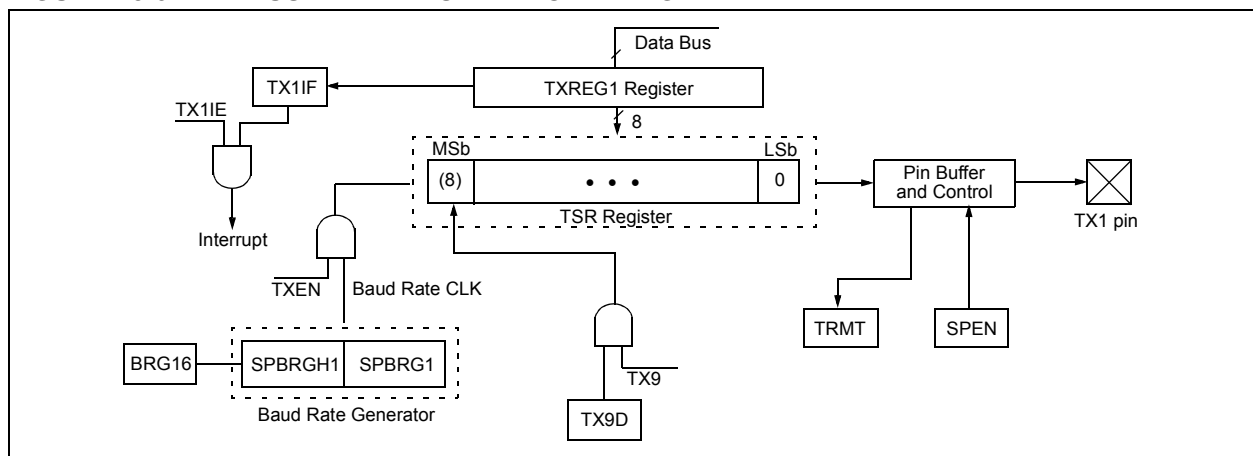 Data Bus
TX1IF
TXREG1 Register
TX1IE
8
MSb
LSb
(8)
• • •
0
Pin Buffer
and Control
TSR Register
TX1 pin
Interrupt
TXEN
Baud Rate CLK
TRMT
SPEN
BRG16
SPBRGH1
SPBRG1
TX9
Baud Rate Generator
TX9D